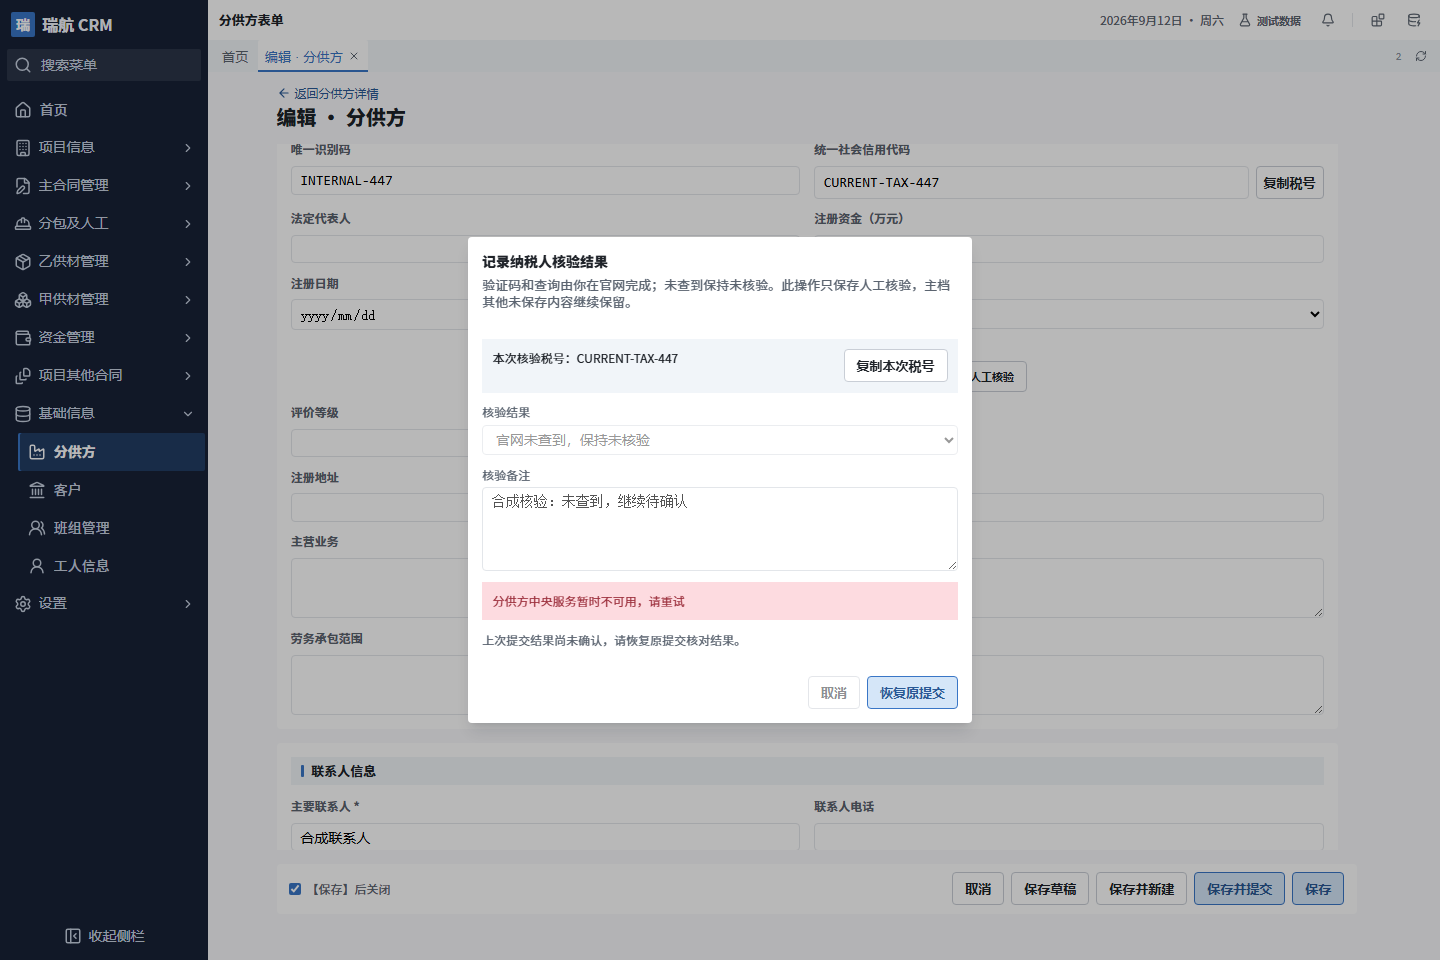 瑞 瑞航 CRM
搜索菜单
首页
项目信息
主合同管理
分包及人工
乙供材管理
甲供材管理
资金管理
项目其他合同
基础信息
分供方
客户
班组管理
工人信息
设置
收起侧栏
分供方表单
2026年9月12日 • 周六 测试数据
首页 编辑 · 分供方 ×
2
← 返回分供方详情
编辑 • 分供方
唯一识别码 统一社会信用代码
INTERNAL-447 CURRENT-TAX-447 复制税号
法定代表人 注册资金（万元）
注册日期
yyyy/mm/dd
人工核验
评价等级
注册地址
主营业务
劳务承包范围
记录纳税人核验结果
验证码和查询由你在官网完成；未查到保持未核验。此操作只保存人工核验，主档
其他未保存内容继续保留。
本次核验税号：CURRENT-TAX-447 复制本次税号
核验结果
官网未查到，保持未核验
核验备注
合成核验：未查到，继续待确认
分供方中央服务暂时不可用，请重试
上次提交结果尚未确认，请恢复原提交核对结果。
取消 恢复原提交
联系人信息
主要联系人 * 联系人电话
合成联系人
【保存】后关闭 取消 保存草稿 保存并新建 保存并提交 保存